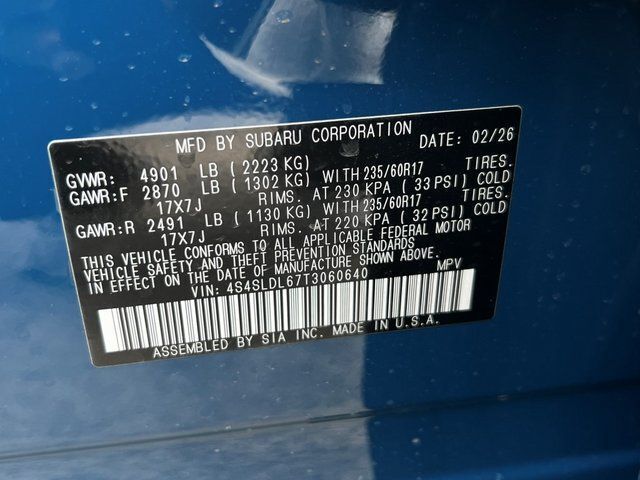 MFD BY SUBARU CORPORATION DATE: 02/26
GVWR: 4901 LB (2223 KG)
GAWR:F 2870 LB (1302 KG) WITH 235/60R17 TIRES.
17X7J RIMS. AT 230 KPA (33 PSI) COLD
GAWR:R 2491 LB (1130 KG) WITH 235/60R17 TIRES.
17X7J RIMS. AT 220 KPA (32 PSI) COLD
THIS VEHICLE CONFORMS TO ALL APPLICABLE FEDERAL MOTOR
VEHICLE SAFETY AND THEFT PREVENTION STANDARDS
IN EFFECT ON THE DATE OF MANUFACTURE SHOWN ABOVE.
VIN: 4S4SLDL67T3060640 MPV
ASSEMBLED BY SIA INC. MADE IN U.S.A.